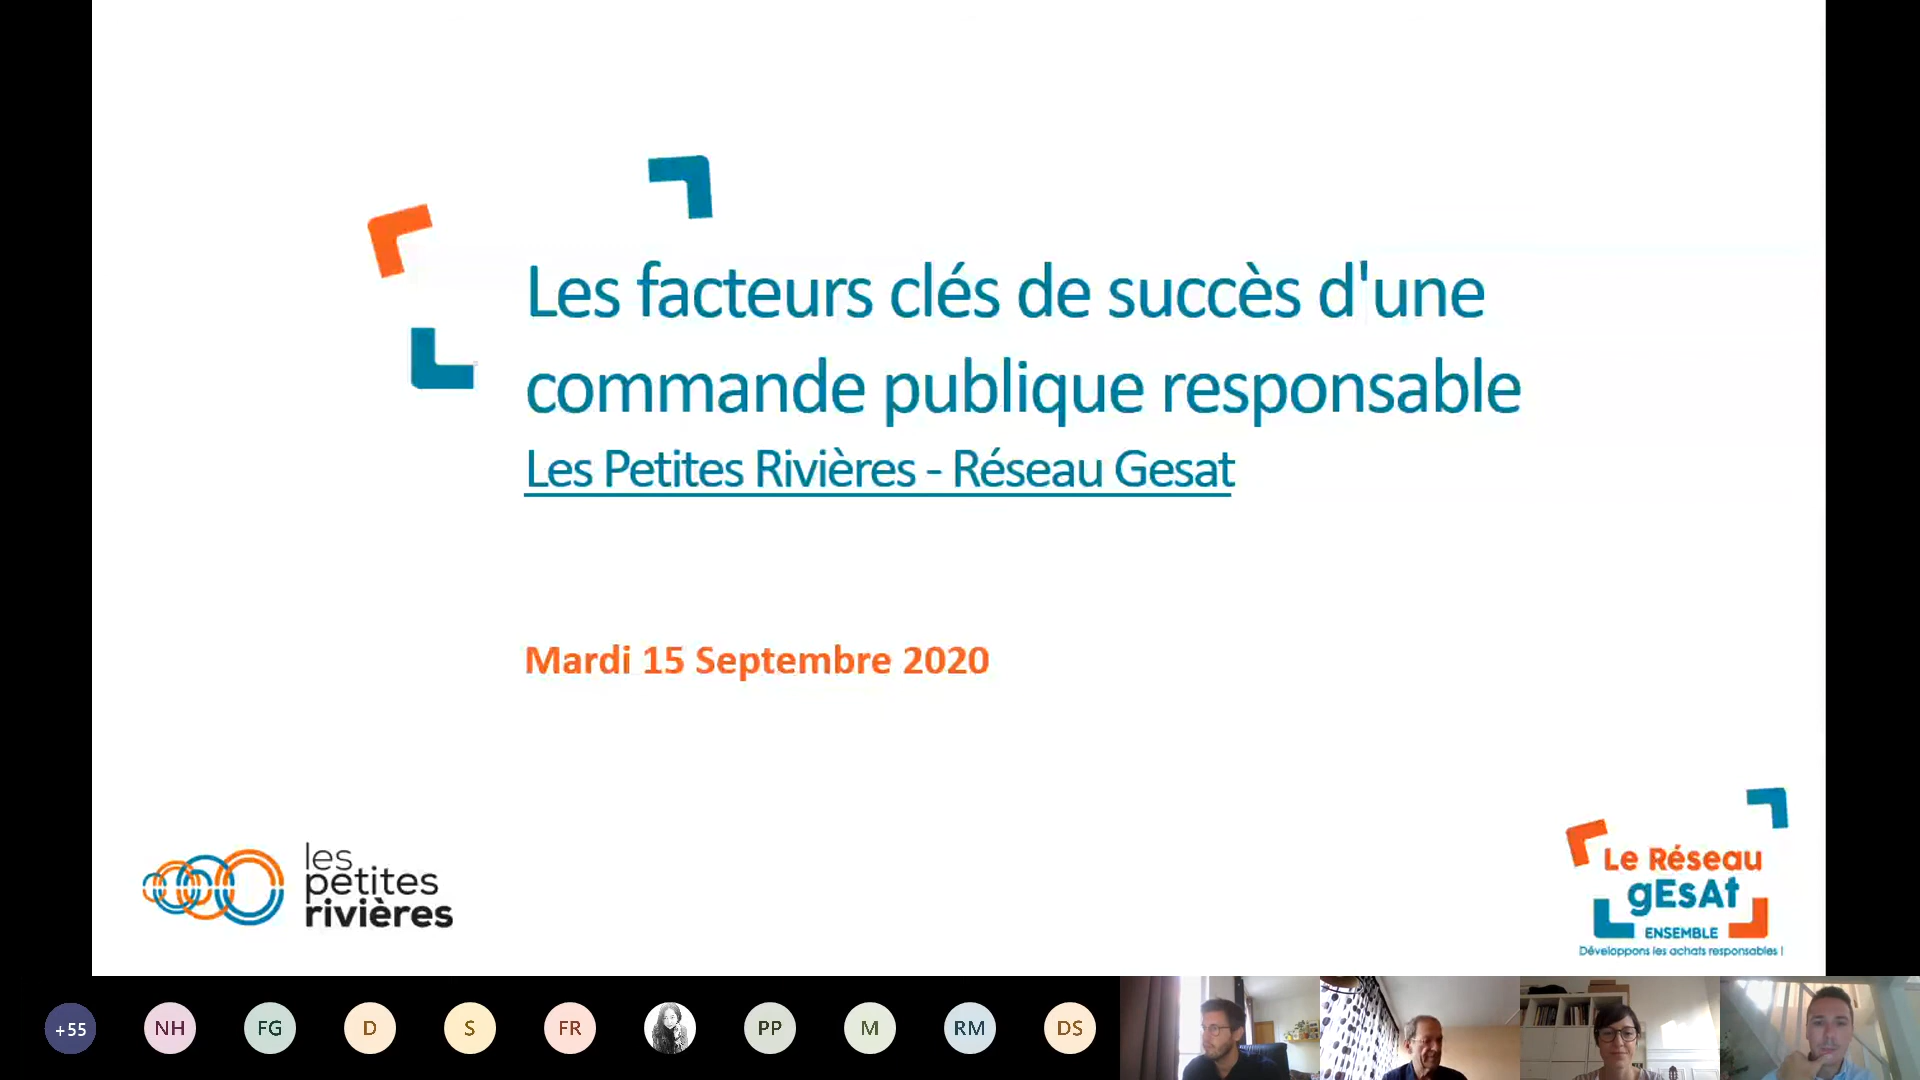 Les facteurs clés de succès d'une
commande publique responsable
Les Petites Rivières - Réseau Gesat
Mardi 15 Septembre 2020
les
petites
rivières
Le Réseau
gEsAt
ENSEMBLE
Développons les achats responsables !
+55
NH
FG
D
S
FR
PP
M
RM
DS